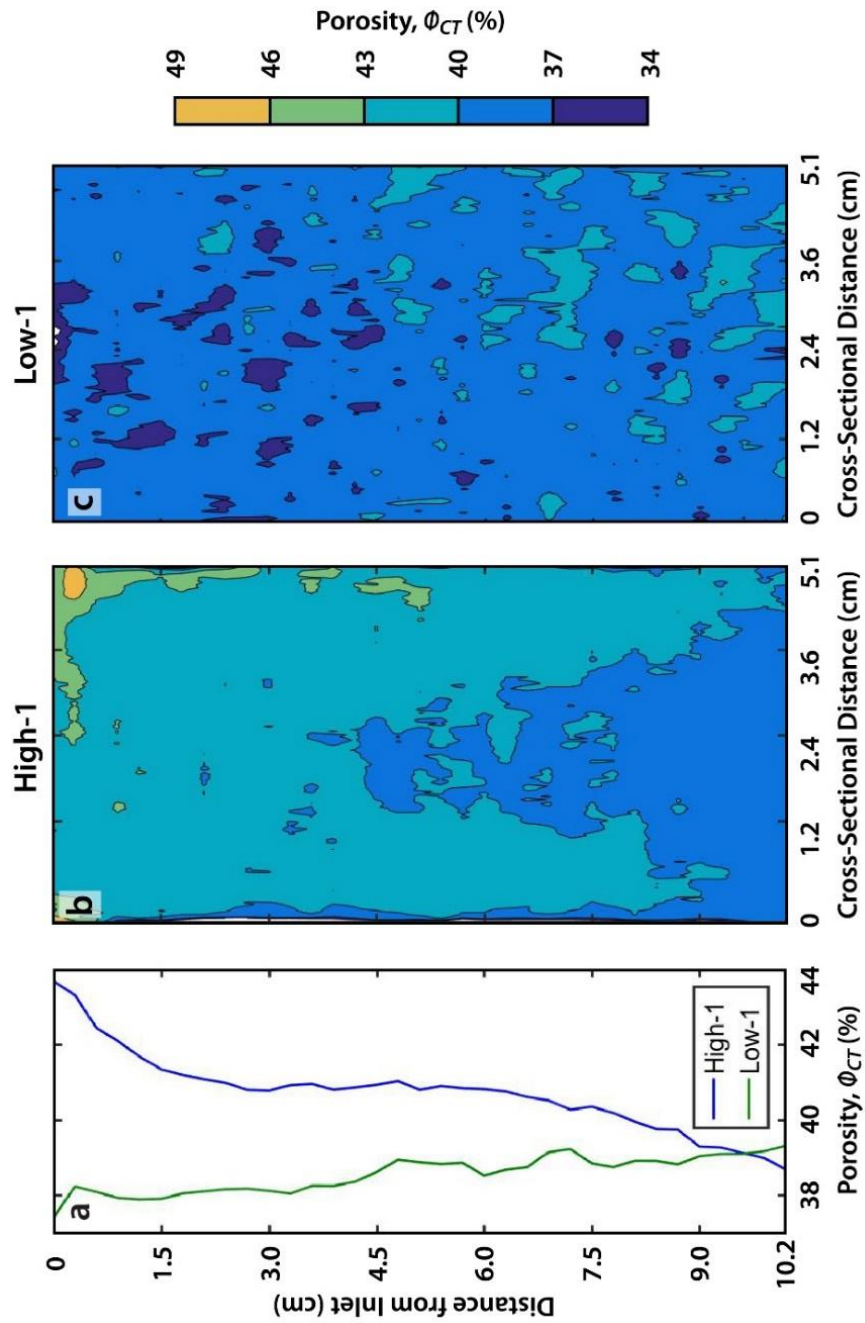 High-1
Low-1
a
b
c
0
1.5
3.0
4.5
6.0
7.5
9.0
10.2
Distance from Inlet (cm)
38
40
42
44
Porosity, Φ_CT (%)
High-1
Low-1
0
1.2
2.4
3.6
5.1
Cross-Sectional Distance (cm)
0
1.2
2.4
3.6
5.1
Cross-Sectional Distance (cm)
49
46
43
40
37
34
Porosity, Φ_CT (%)